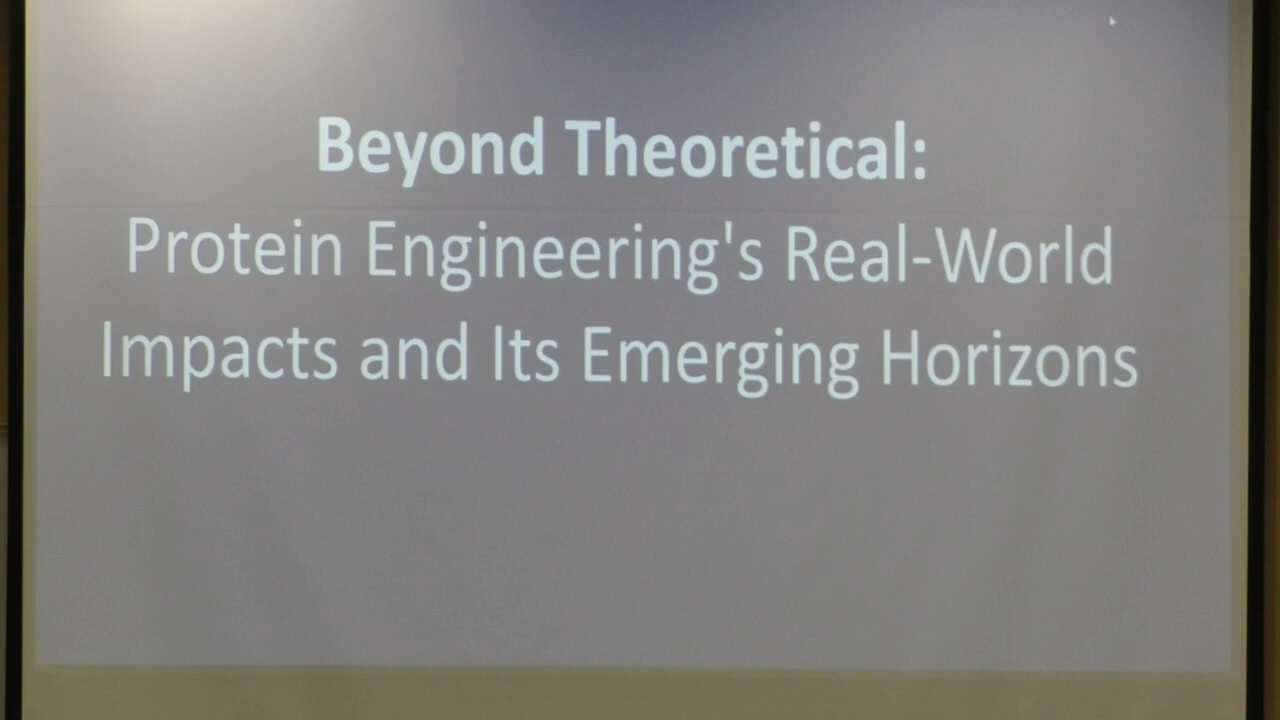 Beyond Theoretical:
Protein Engineering's Real-World
Impacts and Its Emerging Horizons